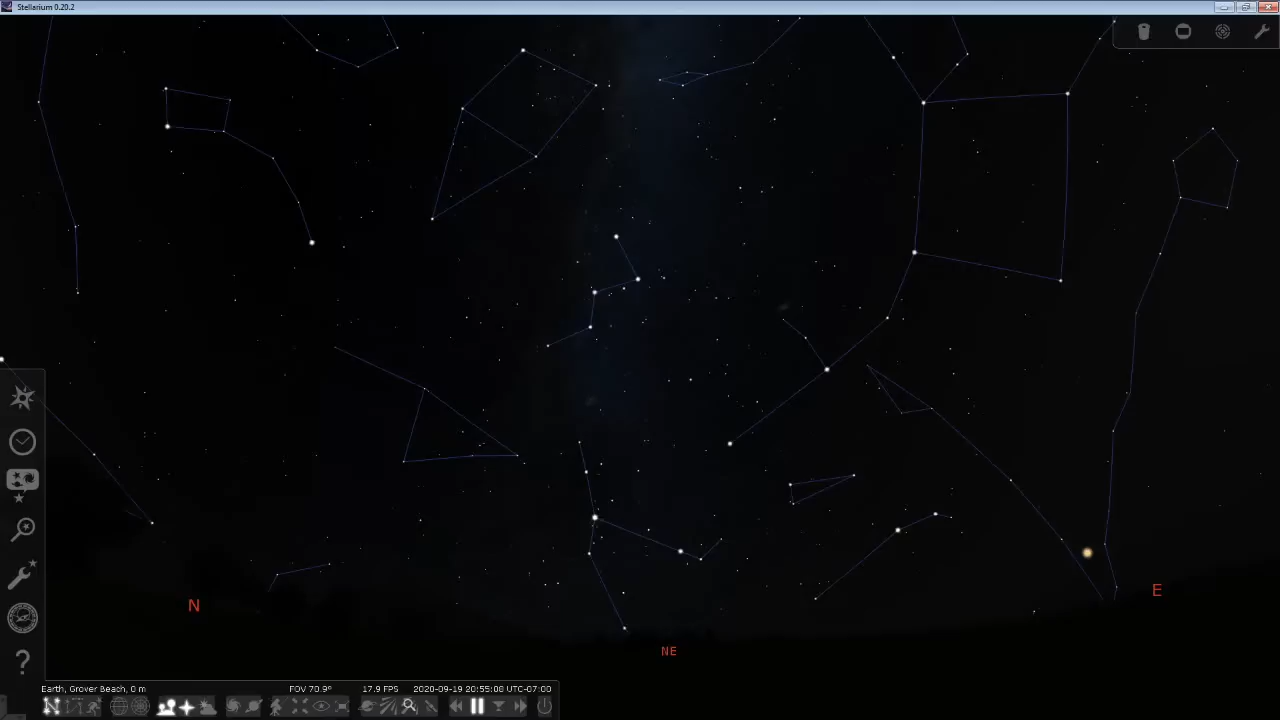 Stellarium 0.20.2
N
E
NE
Earth, Grover Beach, 0 m FOV 70.9° 17.9 FPS 2020-09-19 20:55:08 UTC-07:00